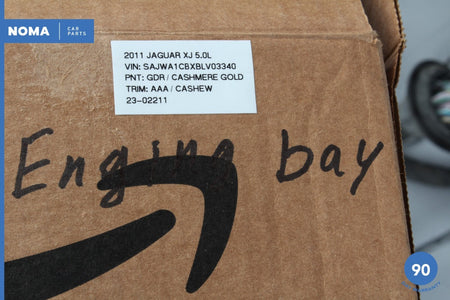 NOMA CAR PARTS
2011 JAGUAR XJ 5.0L
VIN: SAJWA1CBXBLV03340
PNT: GDR / CASHMERE GOLD
TRIM: AAA / CASHEW
23-02211
Engine bay
90